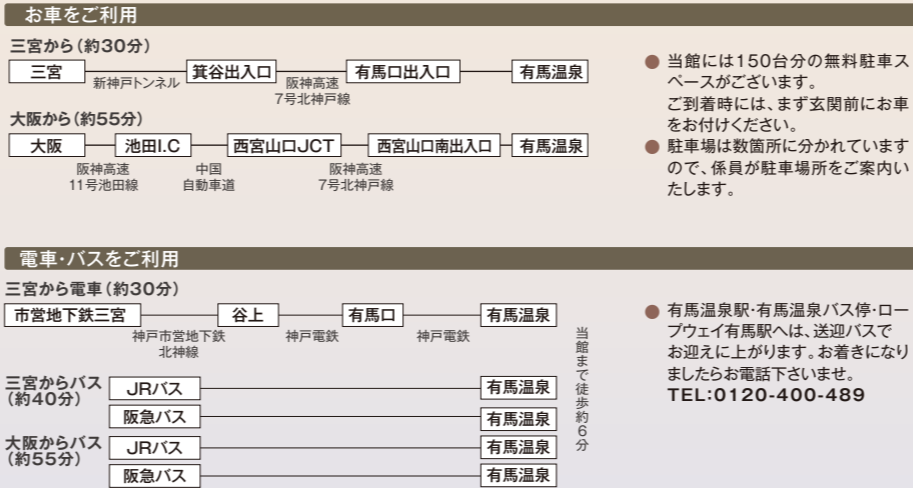 お車をご利用
三宮から（約30分）
三宮 箕谷出入口 有馬口出入口 有馬温泉
新神戸トンネル 阪神高速
7号北神戸線
大阪から（約55分）
大阪 池田I.C 西宮山口JCT 西宮山口南出入口 有馬温泉
阪神高速 中国 阪神高速
11号池田線 自動車道 7号北神戸線
● 当館には150台分の無料駐車ス
ペースがございます。
ご到着時には、まず玄関前にお車
をお付けください。
● 駐車場は数箇所に分かれています
ので、係員が駐車場所をご案内い
たします。
電車・バスをご利用
三宮から電車（約30分）
市営地下鉄三宮 谷上 有馬口 有馬温泉
神戸市営地下鉄 神戸電鉄 神戸電鉄
北神線
三宮からバス
（約40分）
JRバス 有馬温泉
阪急バス 有馬温泉
大阪からバス
（約55分）
JRバス 有馬温泉
阪急バス 有馬温泉
当館まで徒歩約6分
● 有馬温泉駅・有馬温泉バス停・ロー
プウェイ有馬駅へは、送迎バスで
お迎えに上がります。お着きになり
ましたらお電話下さいませ。
TEL:0120-400-489